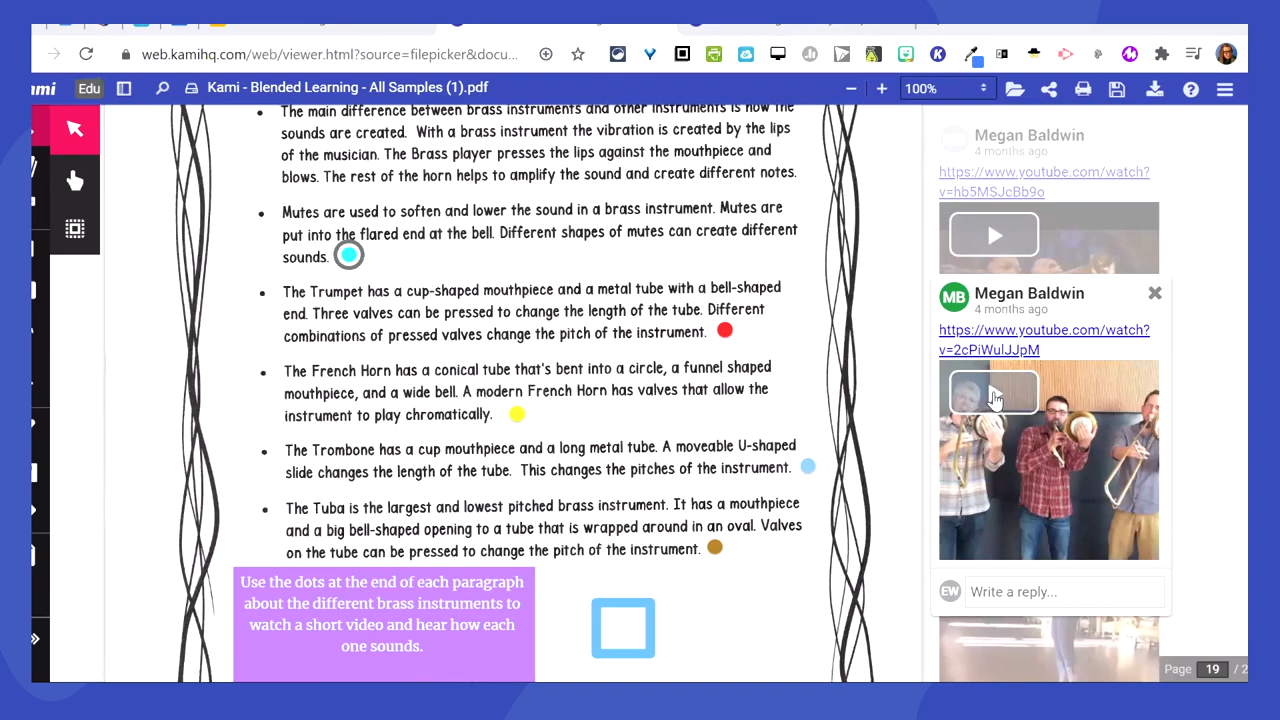 web.kamihq.com/web/viewer.html?source=filepicker&docu...
Edu
Kami - Blended Learning - All Samples (1).pdf
100%
The main difference between brass instruments and other instruments is how the
sounds are created. With a brass instrument the vibration is created by the lips
of the musician. The Brass player presses the lips against the mouthpiece and
blows. The rest of the horn helps to amplify the sound and create different notes.
Mutes are used to soften and lower the sound in a brass instrument. Mutes are
put into the flared end at the bell. Different shapes of mutes can create different
sounds.
The Trumpet has a cup-shaped mouthpiece and a metal tube with a bell-shaped
end. Three valves can be pressed to change the length of the tube. Different
combinations of pressed valves change the pitch of the instrument.
The French Horn has a conical tube that's bent into a circle, a funnel shaped
mouthpiece, and a wide bell. A modern French Horn has valves that allow the
instrument to play chromatically.
The Trombone has a cup mouthpiece and a long metal tube. A moveable U-shaped
slide changes the length of the tube. This changes the pitches of the instrument.
The Tuba is the largest and lowest pitched brass instrument. It has a mouthpiece
and a big bell-shaped opening to a tube that is wrapped around in an oval. Valves
on the tube can be pressed to change the pitch of the instrument.
Use the dots at the end of each paragraph
about the different brass instruments to
watch a short video and hear how each
one sounds.
Megan Baldwin
4 months ago
https://www.youtube.com/watch?
v=hb5MSJcBb9o
MB
Megan Baldwin
4 months ago
https://www.youtube.com/watch?
v=2cPiWulJJpM
EW
Write a reply...
Page 19 / 2